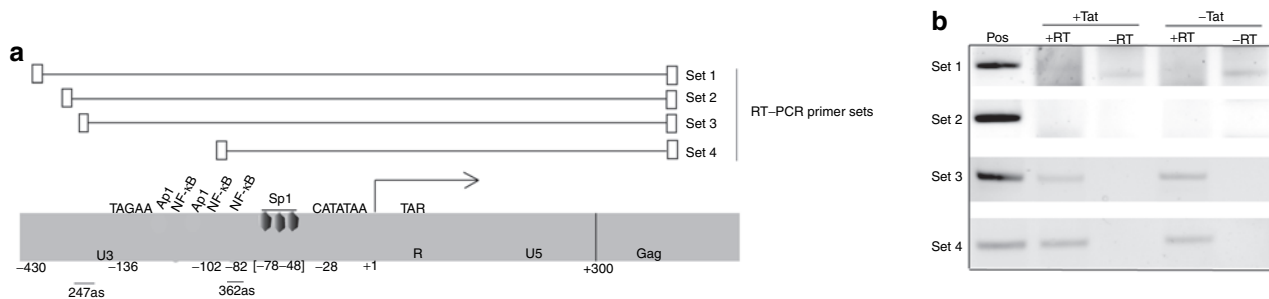 a
Set 1
Set 2
Set 3
Set 4
RT–PCR primer sets
TAGAA
Ap1
NF-κB
Ap1
NF-κB
NF-κB
Sp1
CATATAA
TAR
U3
R
U5
Gag
–430
–136
–102
–82
[–78–48]
–28
+1
+300
247as
362as
b
+Tat
–Tat
Pos
+RT
–RT
+RT
–RT
Set 1
Set 2
Set 3
Set 4